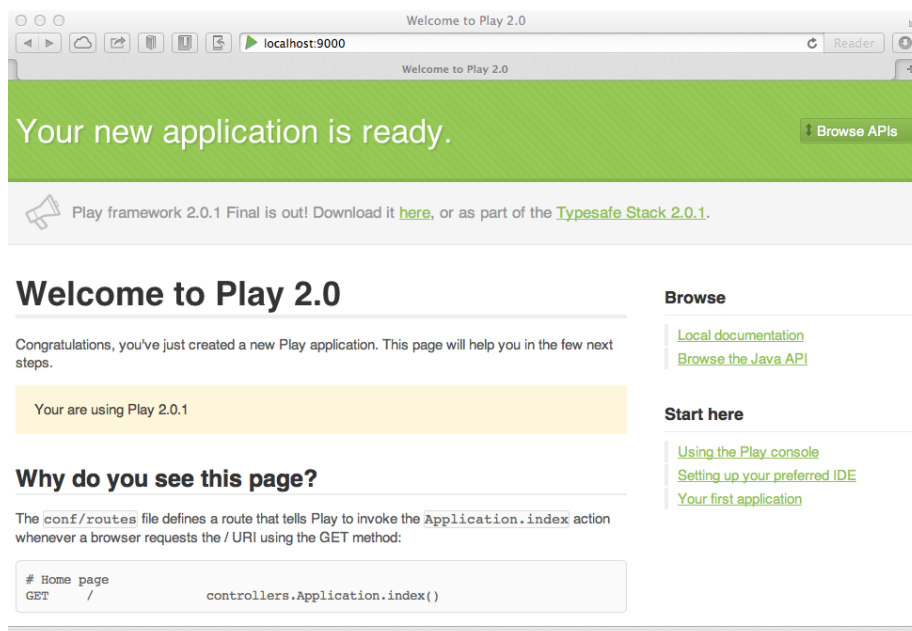 Welcome to Play 2.0
localhost:9000
Reader
Welcome to Play 2.0
Your new application is ready.
Browse APIs
Play framework 2.0.1 Final is out! Download it here, or as part of the Typesafe Stack 2.0.1.
Welcome to Play 2.0
Congratulations, you've just created a new Play application. This page will help you in the few next
steps.
Your are using Play 2.0.1
Why do you see this page?
The conf/routes file defines a route that tells Play to invoke the Application.index action
whenever a browser requests the / URI using the GET method:
# Home page
GET / controllers.Application.index()
Browse
Local documentation
Browse the Java API
Start here
Using the Play console
Setting up your preferred IDE
Your first application